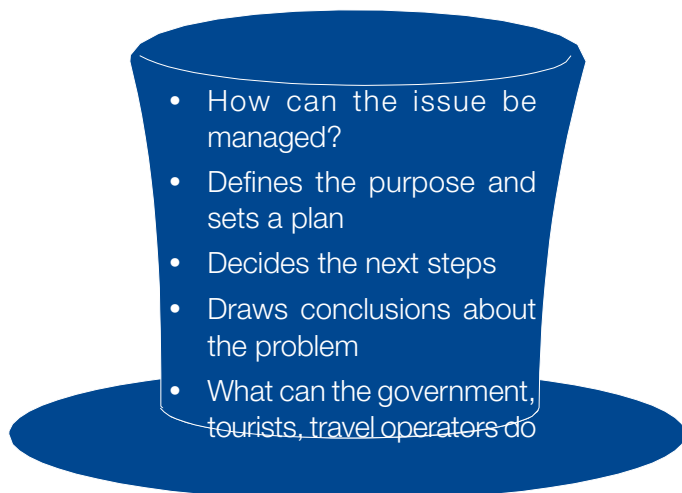 • How can the issue be
managed?
• Defines the purpose and
sets a plan
• Decides the next steps
• Draws conclusions about
the problem
• What can the government,
tourists, travel operators do